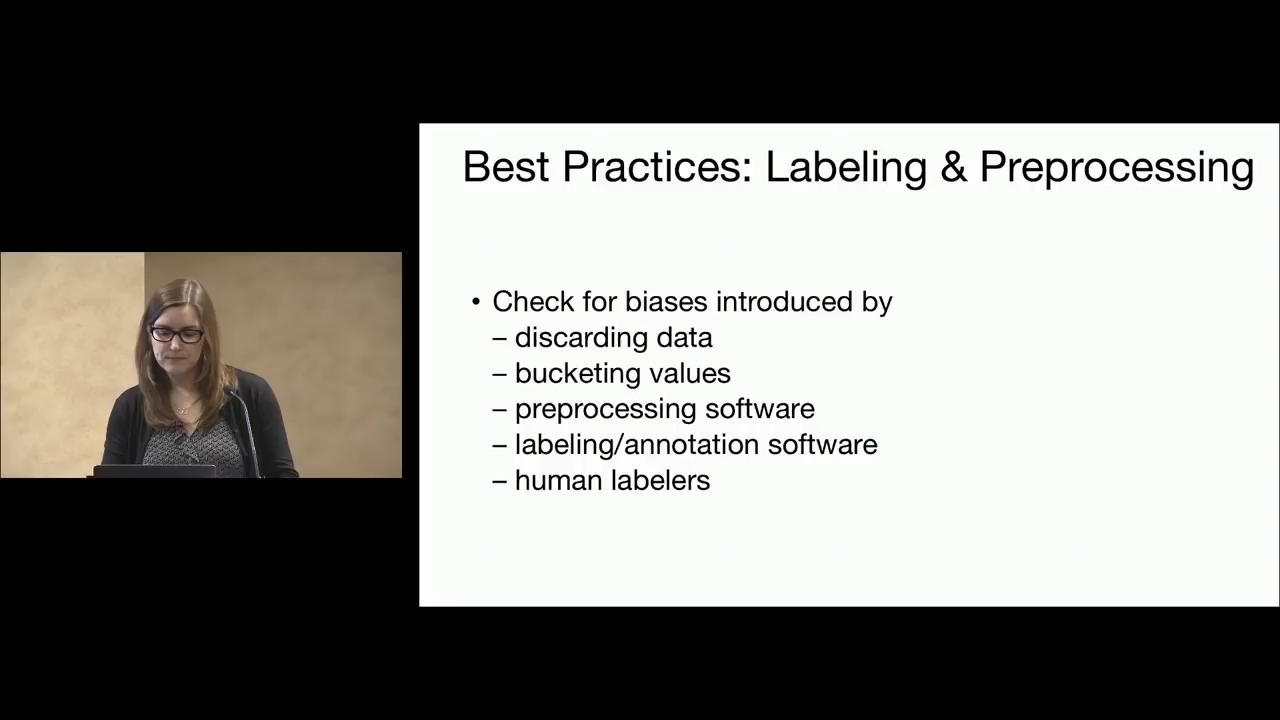 Best Practices: Labeling & Preprocessing
• Check for biases introduced by
– discarding data
– bucketing values
– preprocessing software
– labeling/annotation software
– human labelers